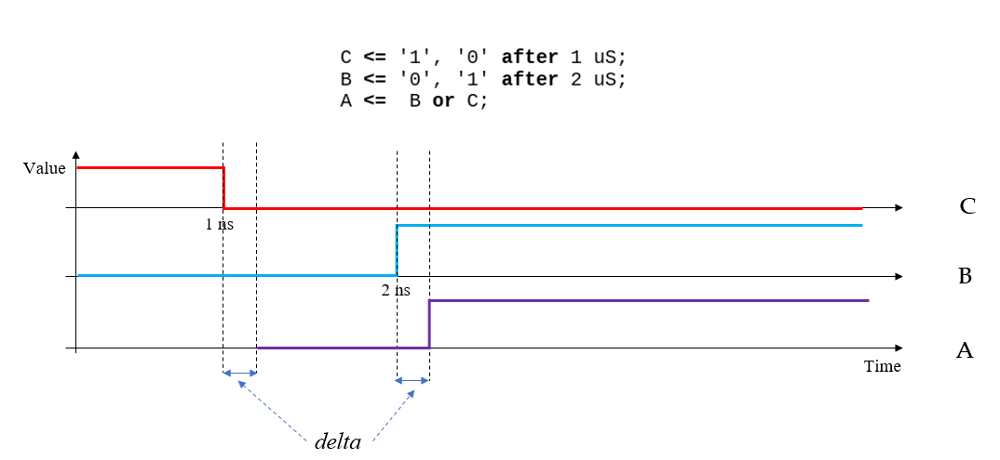 C <= '1', '0' after 1 uS;
B <= '0', '1' after 2 uS;
A <=  B or C;
Value
C
1 ns
B
2 ns
A
Time
delta